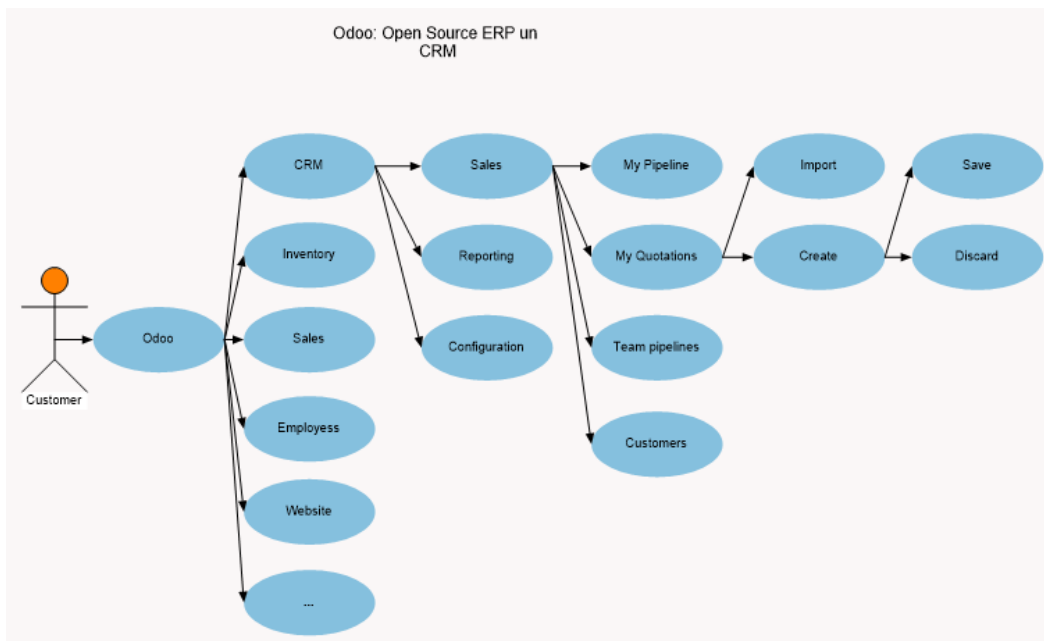 Odoo: Open Source ERP un
CRM
CRM
Sales
My Pipeline
Import
Save
Inventory
Reporting
My Quotations
Create
Discard
Odoo
Sales
Configuration
Team pipelines
Customer
Employess
Customers
Website
...